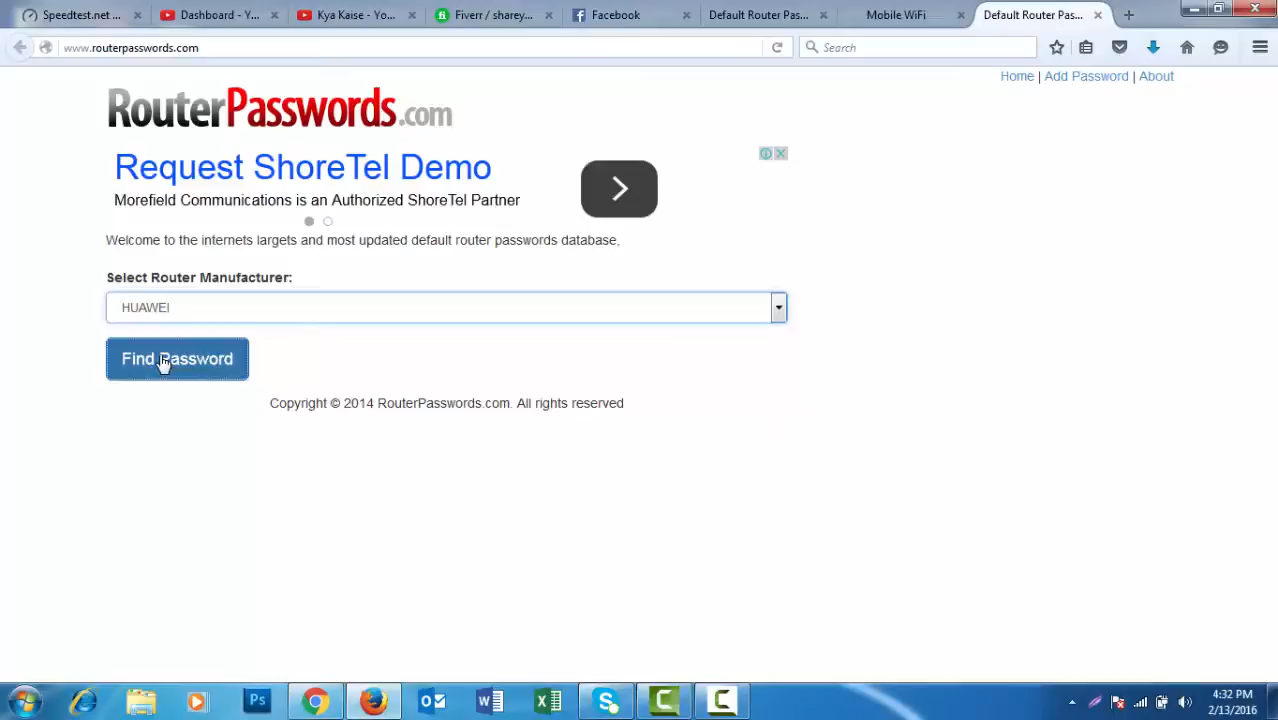 Speedtest.net ...
Dashboard - Y...
Kya Kaise - Yo...
Fiverr / sharey...
Facebook
Default Router Pas...
Mobile WiFi
Default Router Pas...
www.routerpasswords.com
Search
Home | Add Password | About
RouterPasswords.com
Request ShoreTel Demo
Morefield Communications is an Authorized ShoreTel Partner
Welcome to the internets largets and most updated default router passwords database,
Select Router Manufacturer:
HUAWEI
Find Password
Copyright © 2014 RouterPasswords.com. All rights reserved
Ps
4:32 PM
2/13/2016